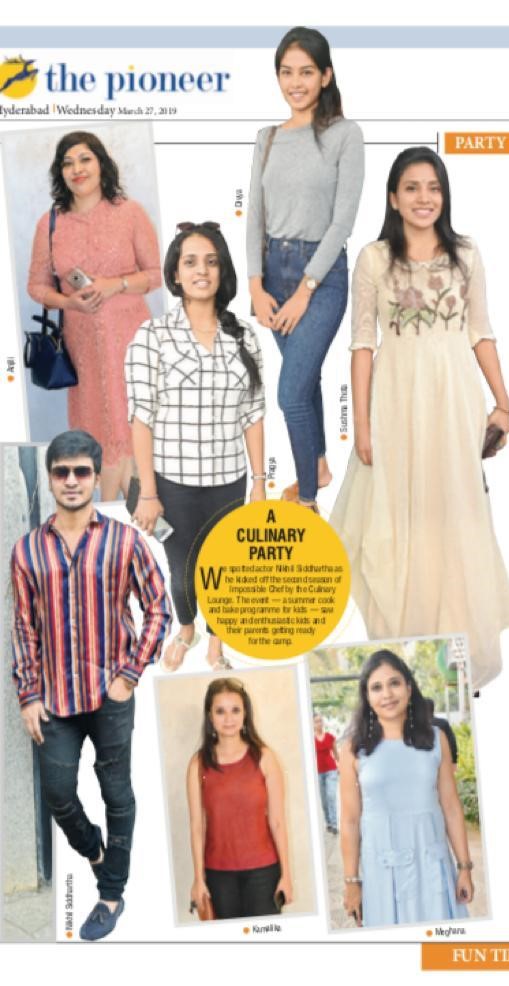 the pioneer
Hyderabad | Wednesday March 27, 2019
PARTY
Divya
Anjali
Sushma Thota
Pragya
A
CULINARY
PARTY
We spotted actor Nikhil Siddhartha as
he kicked off the second season of
Impossible Chef by the Culinary
Lounge. The event — a summer cook
and bake programme for kids — saw
happy and enthusiastic kids and
their parents getting ready
for the camp.
Nikhil Siddhartha
Kamalika
Meghana
FUN TI